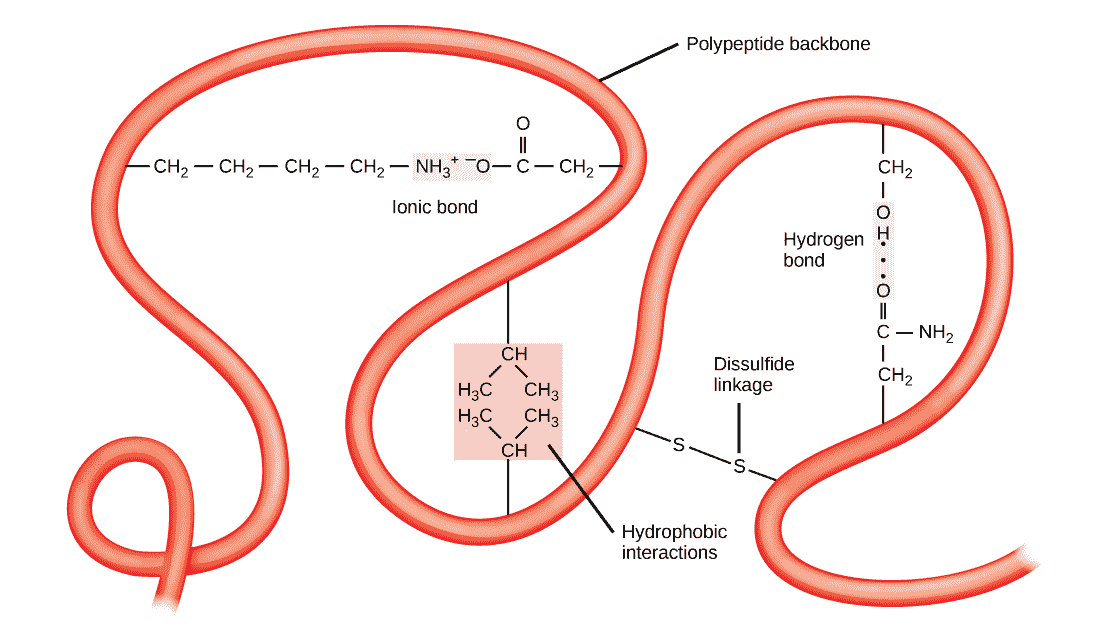 Polypeptide backbone
O
CH₂ — CH₂ — CH₂ — CH₂ — NH₃⁺ ⁻O — C — CH₂
Ionic bond
CH₂
O
H
Hydrogen
bond
O
C — NH₂
CH₂
CH
H₃C CH₃
H₃C CH₃
CH
Dissulfide
linkage
S
S
Hydrophobic
interactions